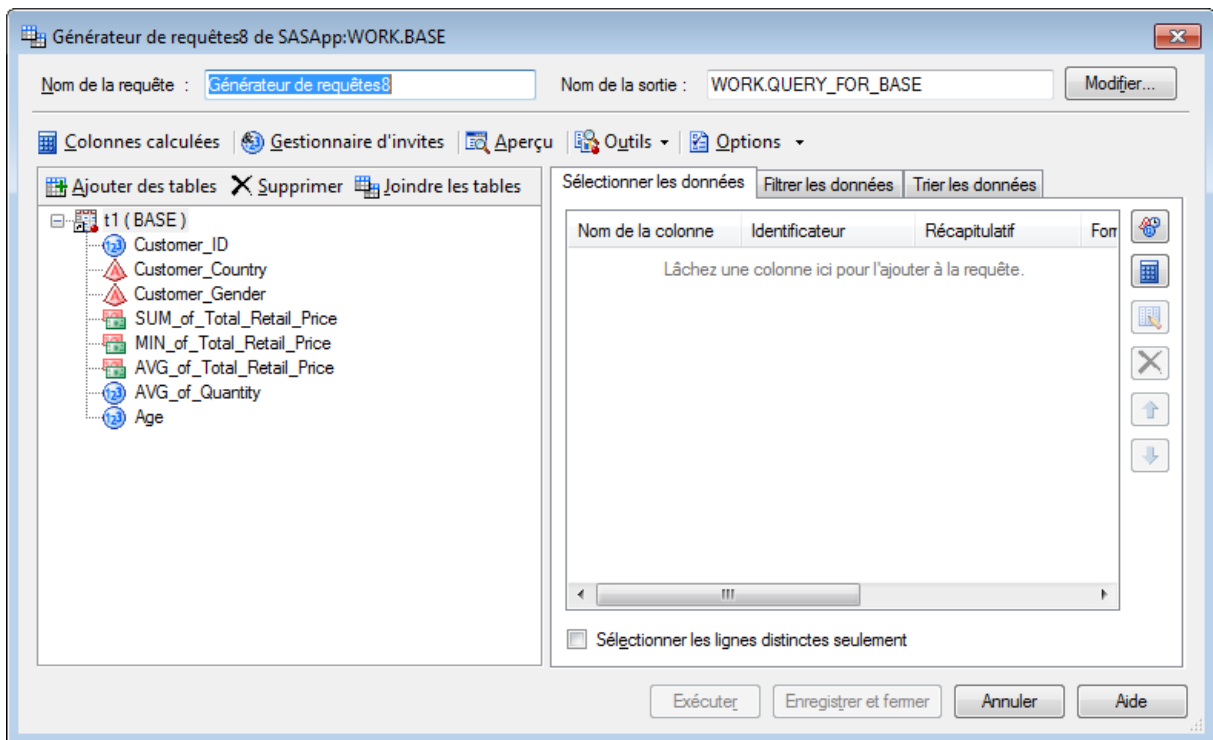 Générateur de requêtes8 de SASApp:WORK.BASE
Nom de la requête : Générateur de requêtes8 Nom de la sortie : WORK.QUERY_FOR_BASE Modifier...
Colonnes calculées Gestionnaire d'invites Aperçu Outils Options
Ajouter des tables Supprimer Joindre les tables
t1 ( BASE )
Customer_ID
Customer_Country
Customer_Gender
SUM_of_Total_Retail_Price
MIN_of_Total_Retail_Price
AVG_of_Total_Retail_Price
AVG_of_Quantity
Age
Sélectionner les données Filtrer les données Trier les données
Nom de la colonne Identificateur Récapitulatif Form
Lâchez une colonne ici pour l'ajouter à la requête.
Sélectionner les lignes distinctes seulement
Exécuter Enregistrer et fermer Annuler Aide